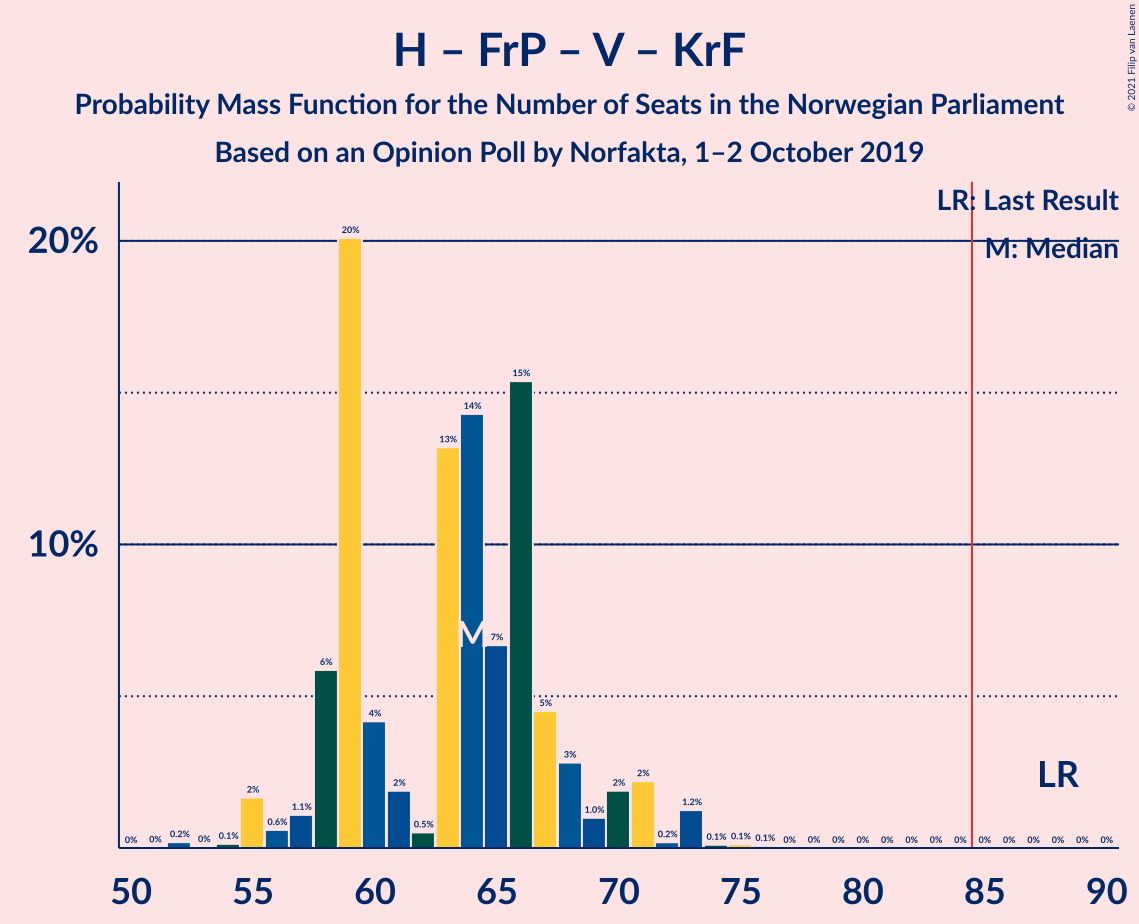 © 2021 Filip van Laenen
H – FrP – V – KrF
Probability Mass Function for the Number of Seats in the Norwegian Parliament
Based on an Opinion Poll by Norfakta, 1–2 October 2019
LR: Last Result
M: Median
20%
10%
0% 0% 0.2% 0% 0.1% 2% 0.6% 1.1% 6% 20% 4% 2% 0.5% 13% 14% 7% 15% 5% 3% 1.0% 2% 2% 0.2% 1.2% 0.1% 0.1% 0.1% 0% 0% 0% 0% 0% 0% 0% 0% 0% 0% 0% 0% 0% 0%
M
LR
50 55 60 65 70 75 80 85 90